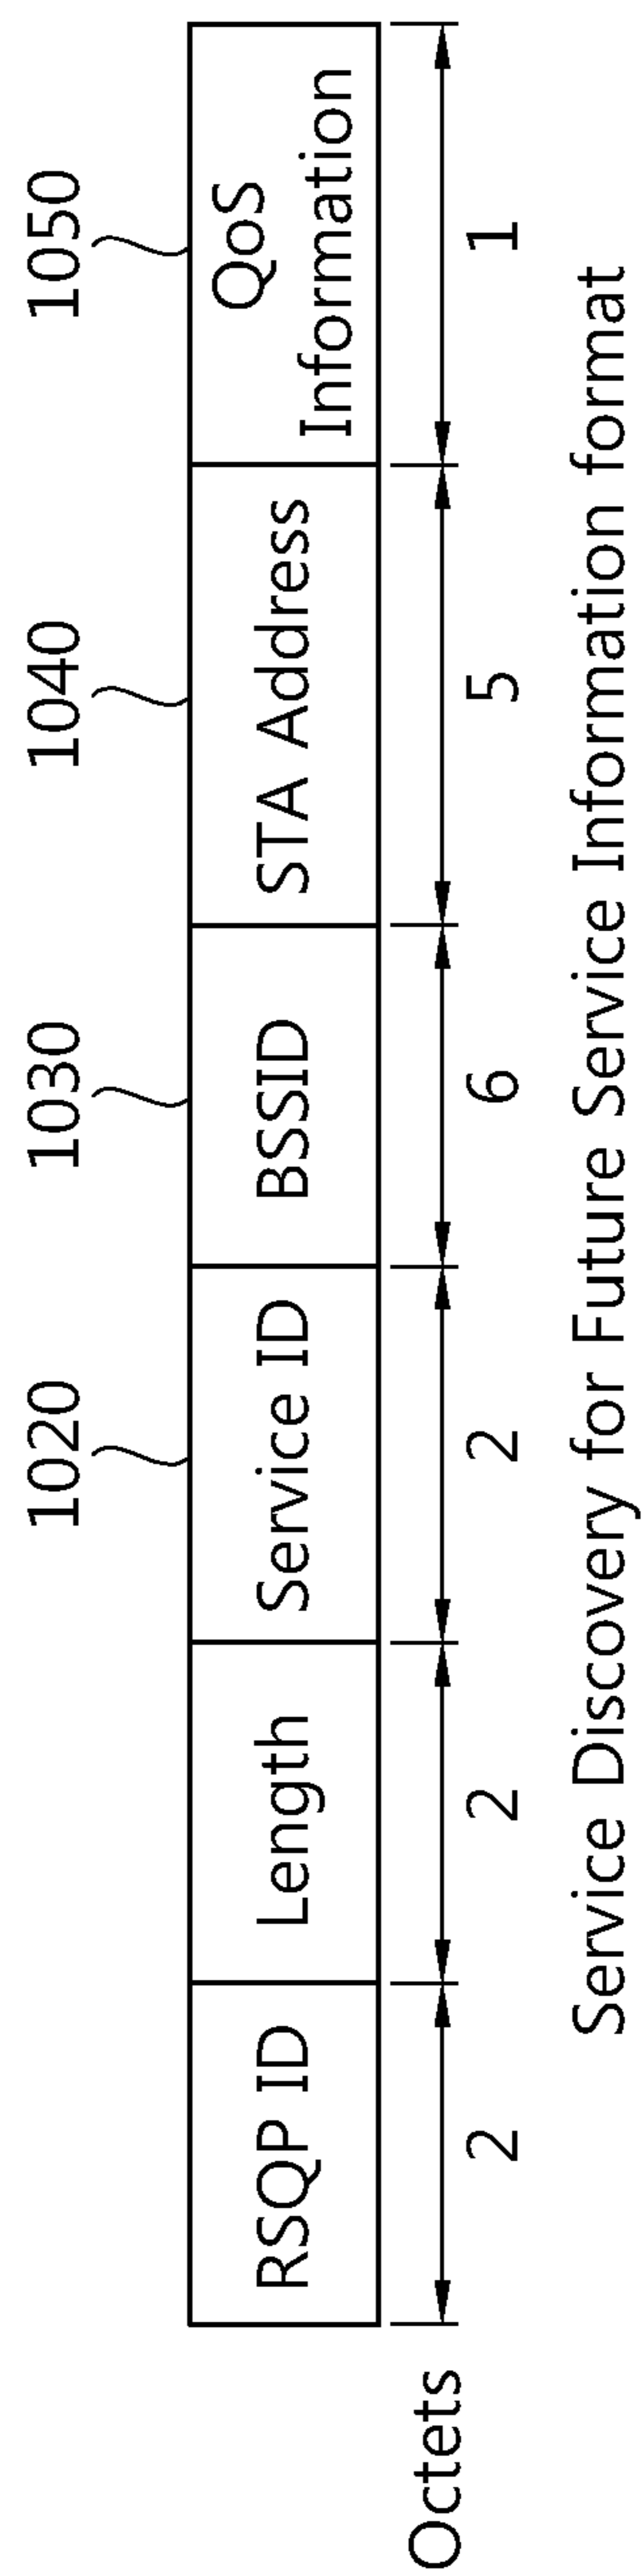 1020 1030 1040 1050
RSQP ID Length Service ID BSSID STA Address QoS
Information
Octets 2 2 2 6 5 1
Service Discovery for Future Service Information format